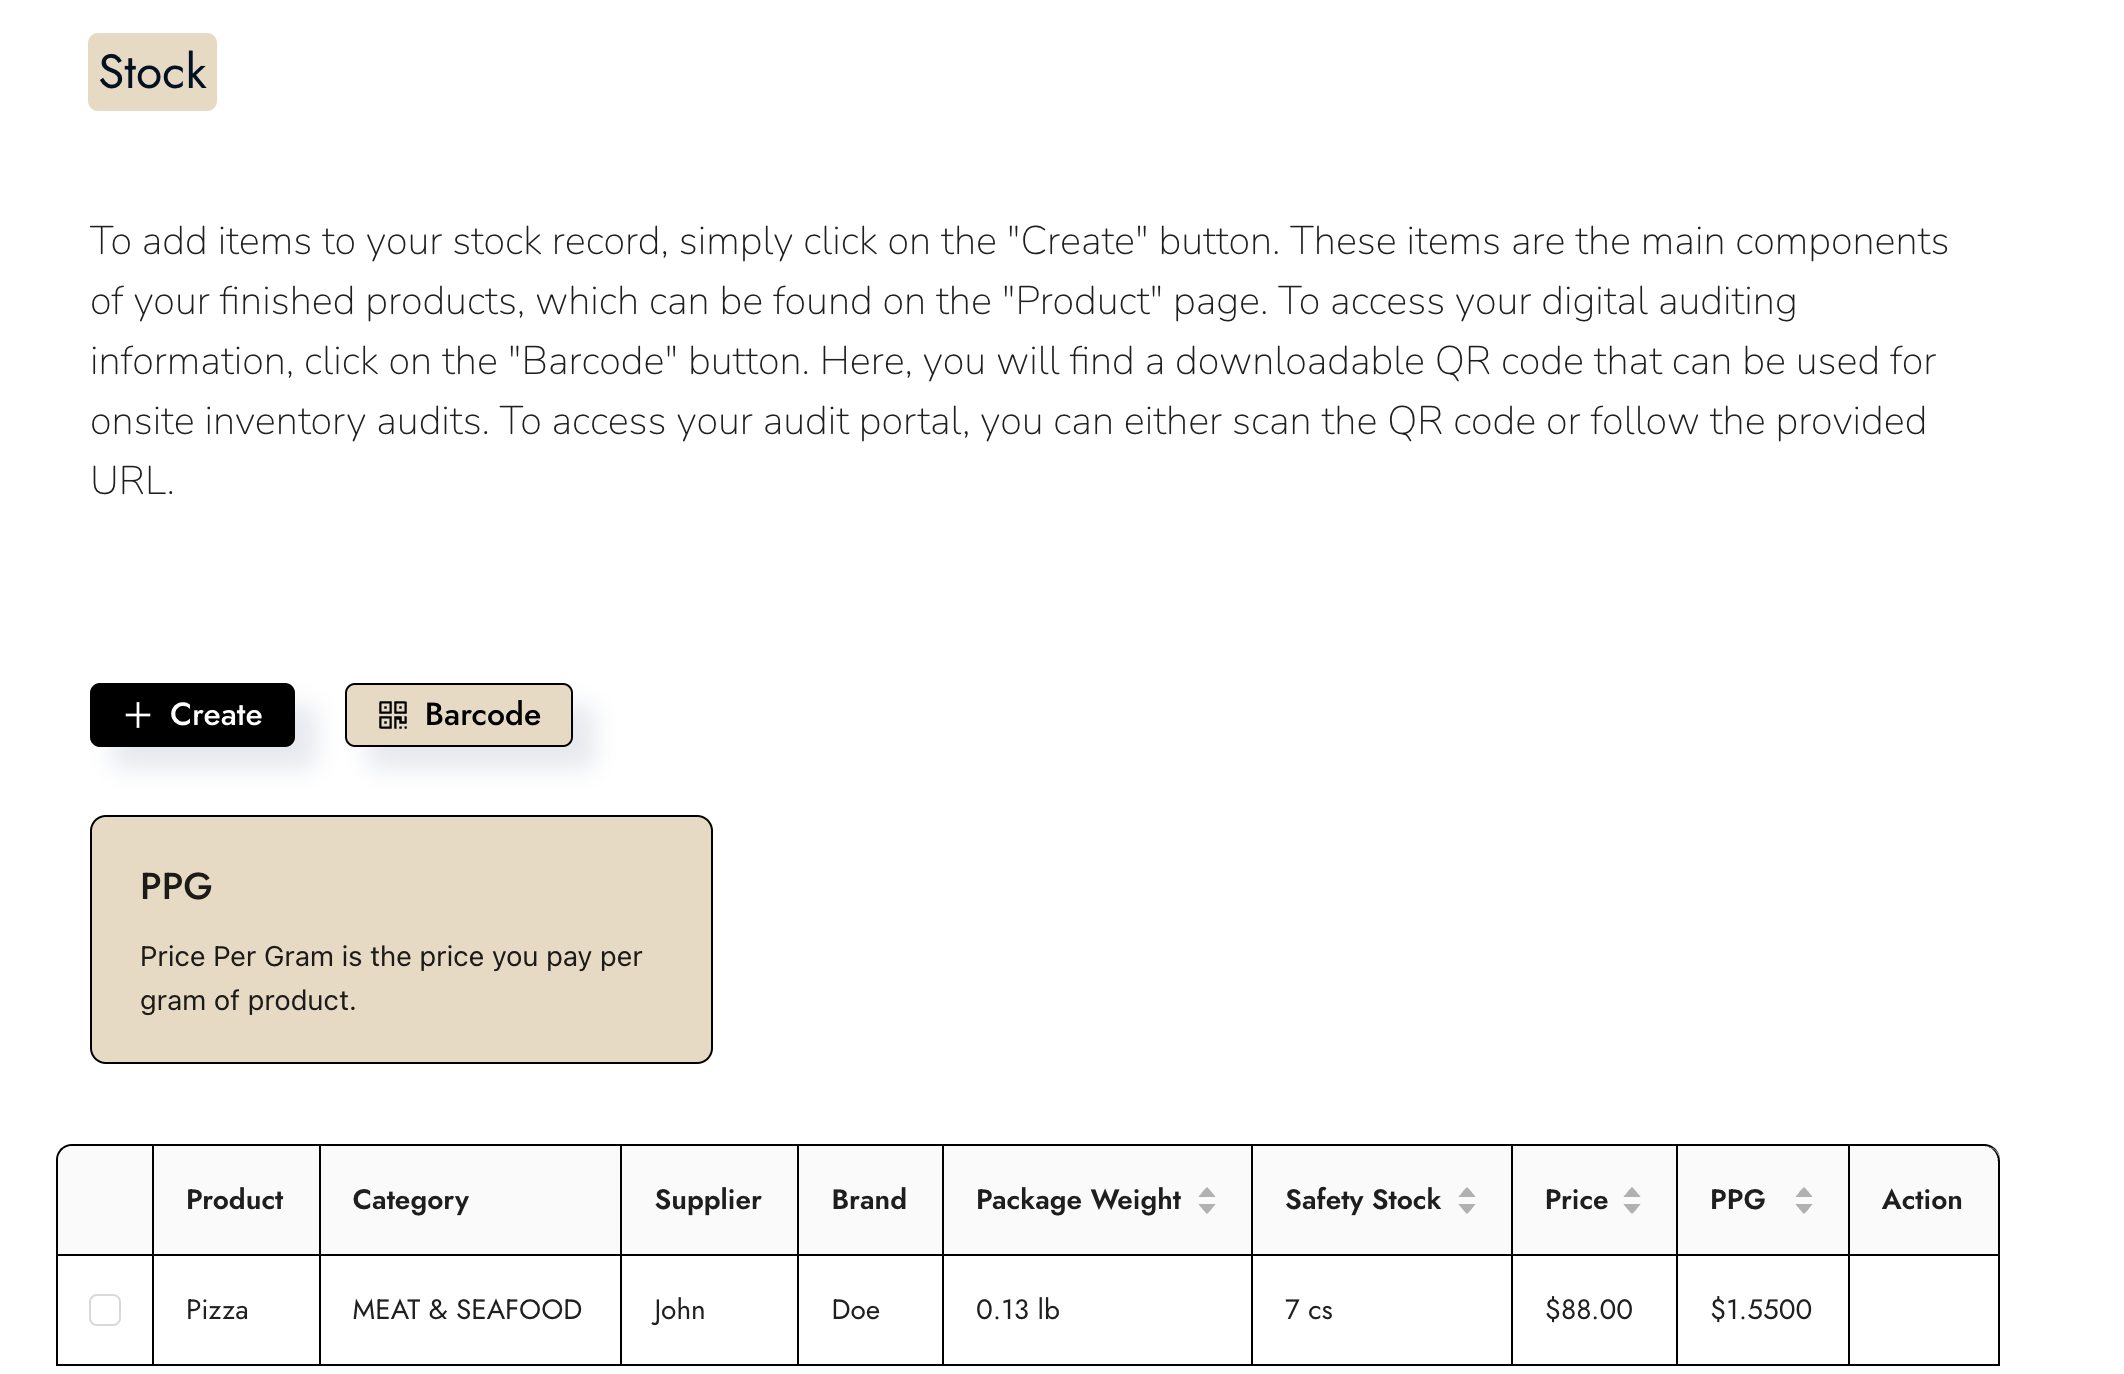 Stock
To add items to your stock record, simply click on the "Create" button. These items are the main components
of your finished products, which can be found on the "Product" page. To access your digital auditing
information, click on the "Barcode" button. Here, you will find a downloadable QR code that can be used for
onsite inventory audits. To access your audit portal, you can either scan the QR code or follow the provided
URL.
Create Barcode
PPG
Price Per Gram is the price you pay per
gram of product.
Product Category Supplier Brand Package Weight Safety Stock Price PPG Action
Pizza MEAT & SEAFOOD John Doe 0.13 lb 7 cs $88.00 $1.5500